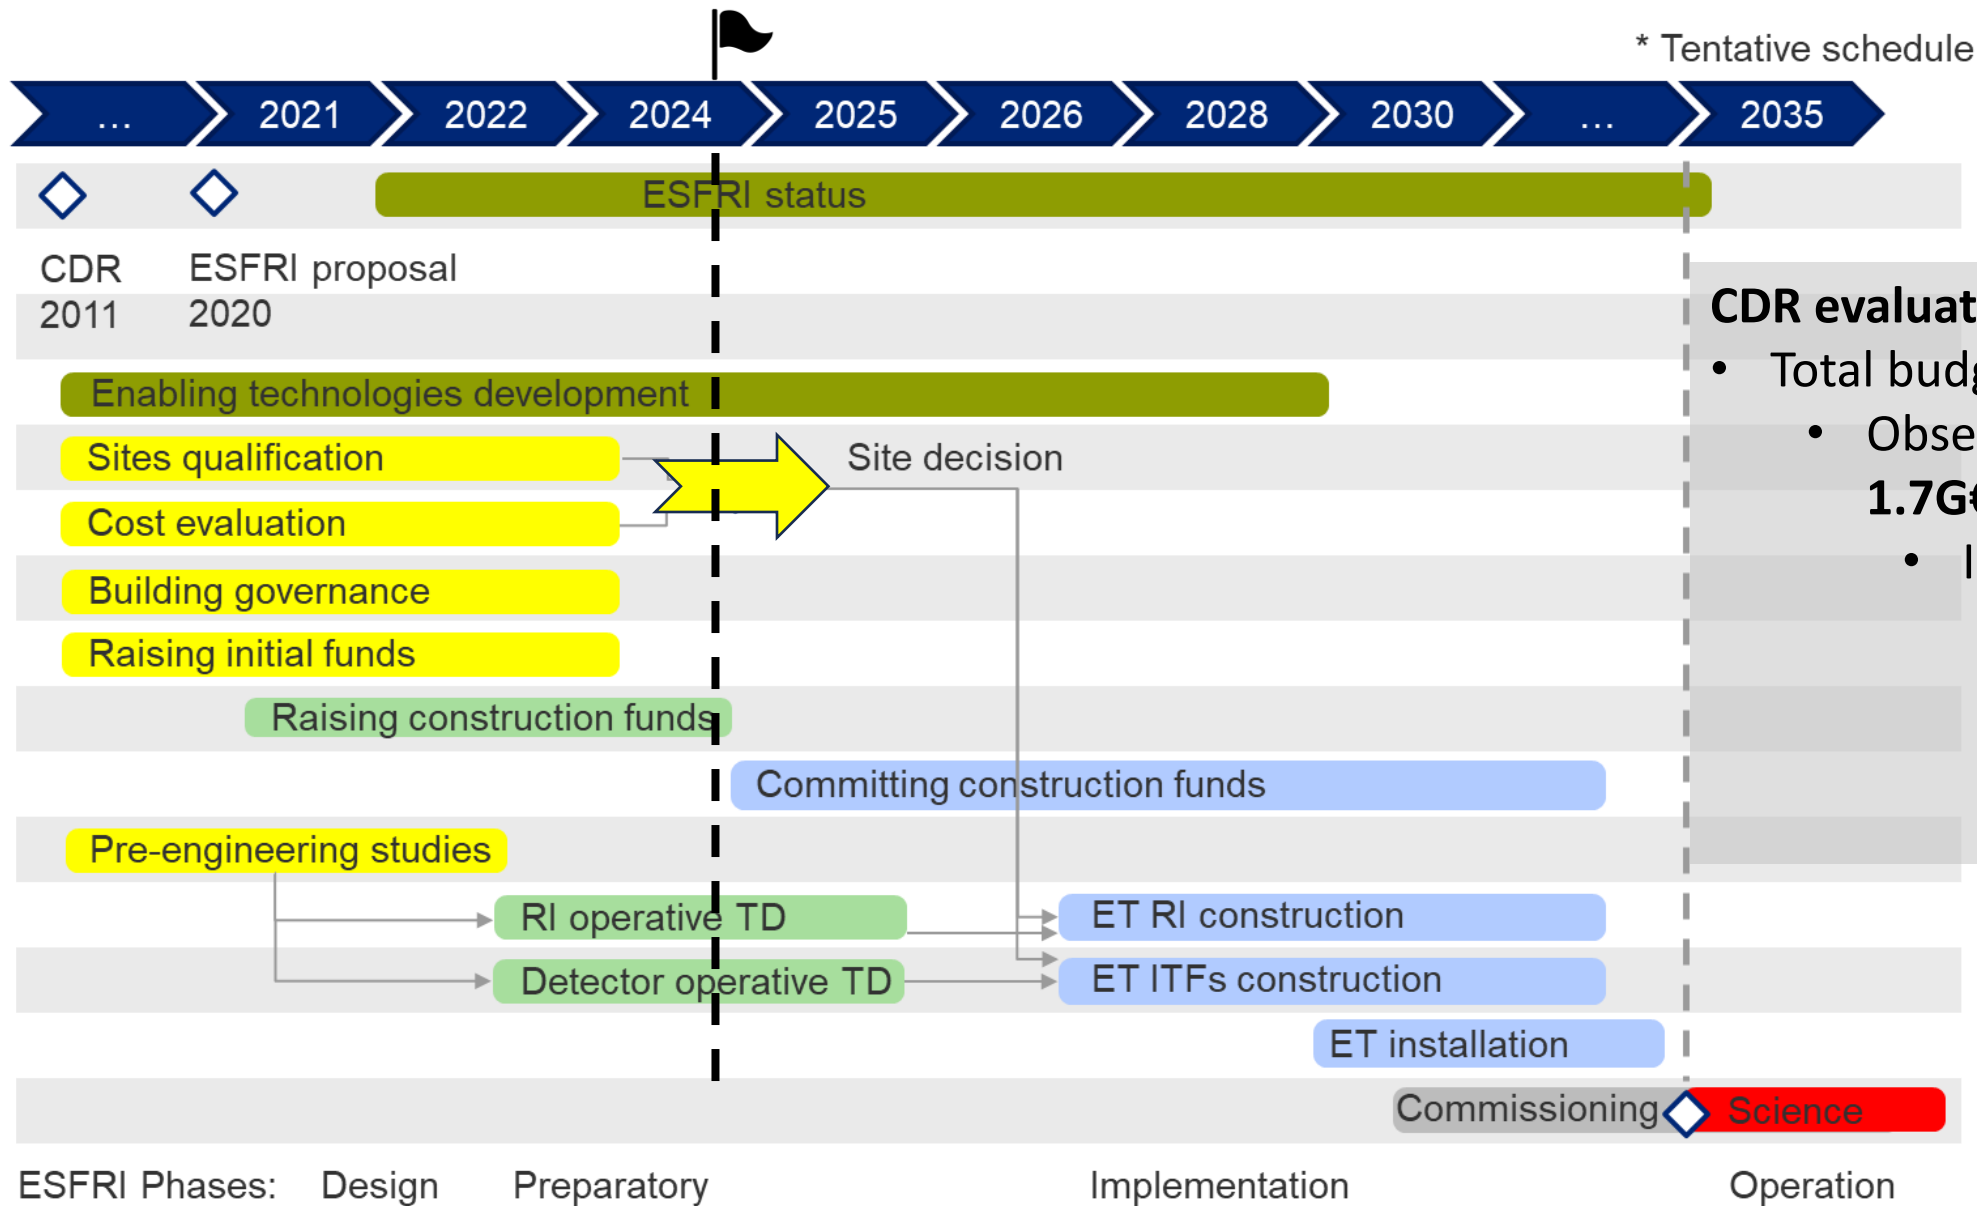 * Tentative schedule
... 2021 2022 2024 2025 2026 2028 2030 ... 2035
ESFRI status
CDR
2011
ESFRI proposal
2020
CDR evaluat
• Total budg
• Obse
1.7G€
• I
Enabling technologies development
Sites qualification
Site decision
Cost evaluation
Building governance
Raising initial funds
Raising construction funds
Committing construction funds
Pre-engineering studies
RI operative TD
ET RI construction
Detector operative TD
ET ITFs construction
ET installation
Commissioning
Science
ESFRI Phases: Design Preparatory Implementation Operation